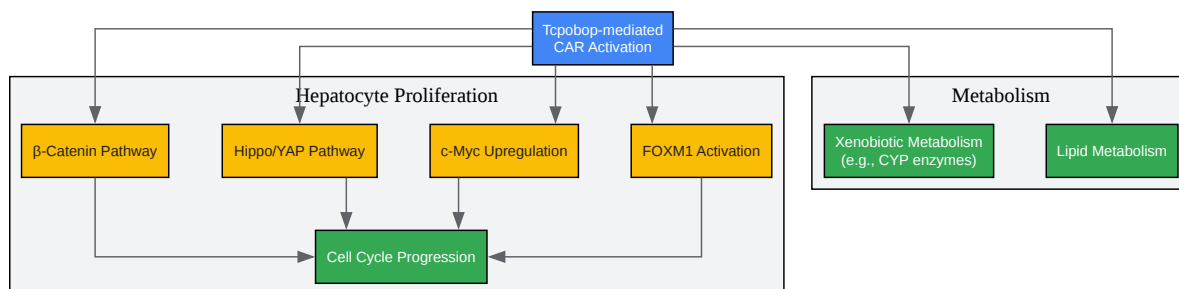 Tcpobop-mediated
CAR Activation
Hepatocyte Proliferation
Metabolism
β-Catenin Pathway
Hippo/YAP Pathway
c-Myc Upregulation
FOXM1 Activation
Xenobiotic Metabolism
(e.g., CYP enzymes)
Lipid Metabolism
Cell Cycle Progression